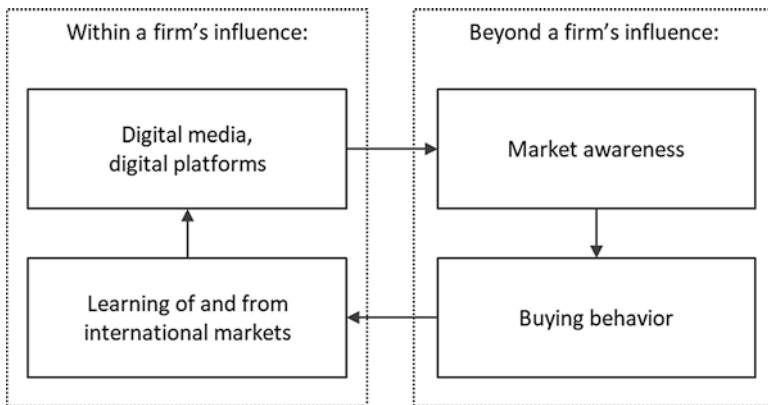 Within a firm's influence:
Beyond a firm's influence:
Digital media,
digital platforms
Market awareness
Learning of and from
international markets
Buying behavior